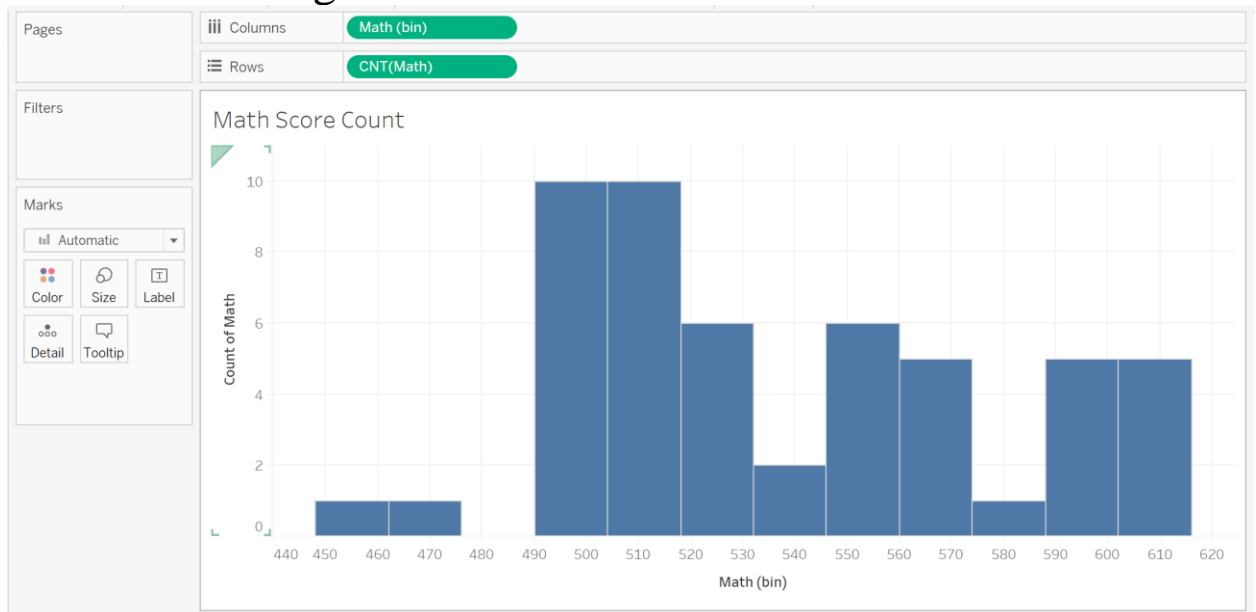 Pages
Columns
Math (bin)
Rows
CNT(Math)
Filters
Math Score Count
Marks
Automatic
Color
Size
T
Label
Detail
Tooltip
Count of Math
10
8
6
4
2
0
440 450 460 470 480 490 500 510 520 530 540 550 560 570 580 590 600 610 620
Math (bin)